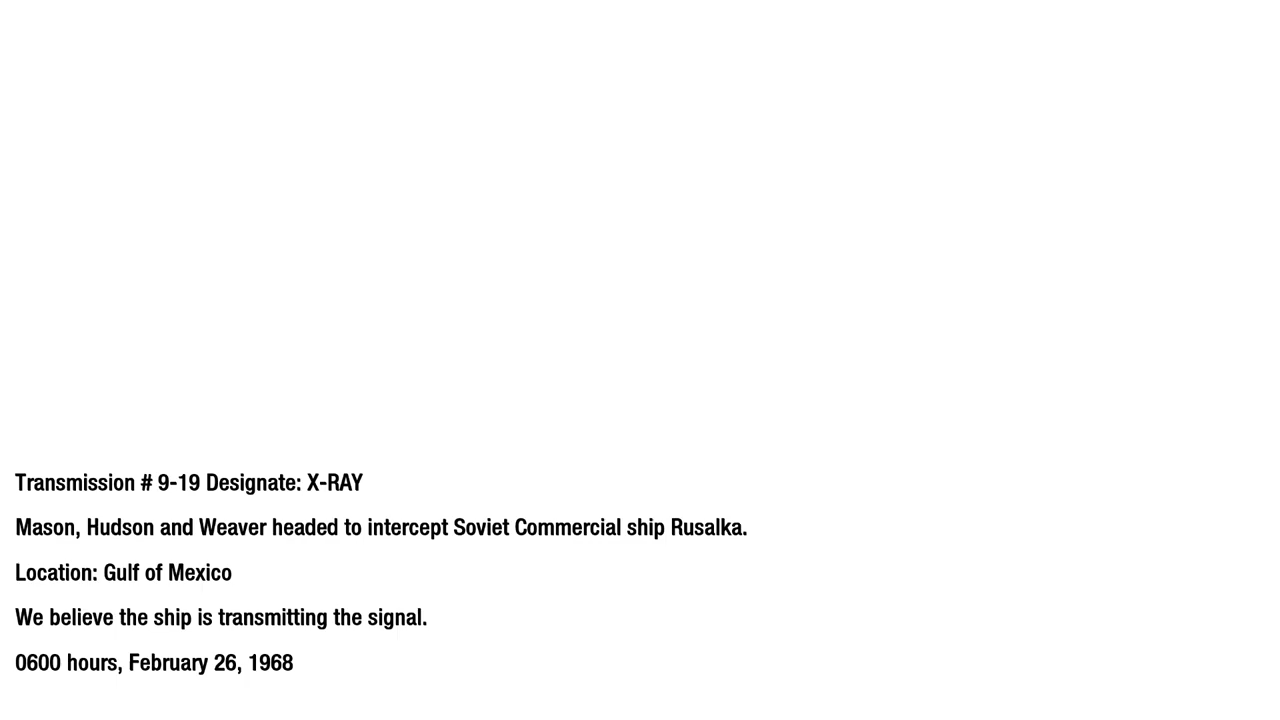 Transmission # 9-19 Designate: X-RAY
Mason, Hudson and Weaver headed to intercept Soviet Commercial ship Rusalka.
Location: Gulf of Mexico
We believe the ship is transmitting the signal.
0600 hours, February 26, 1968